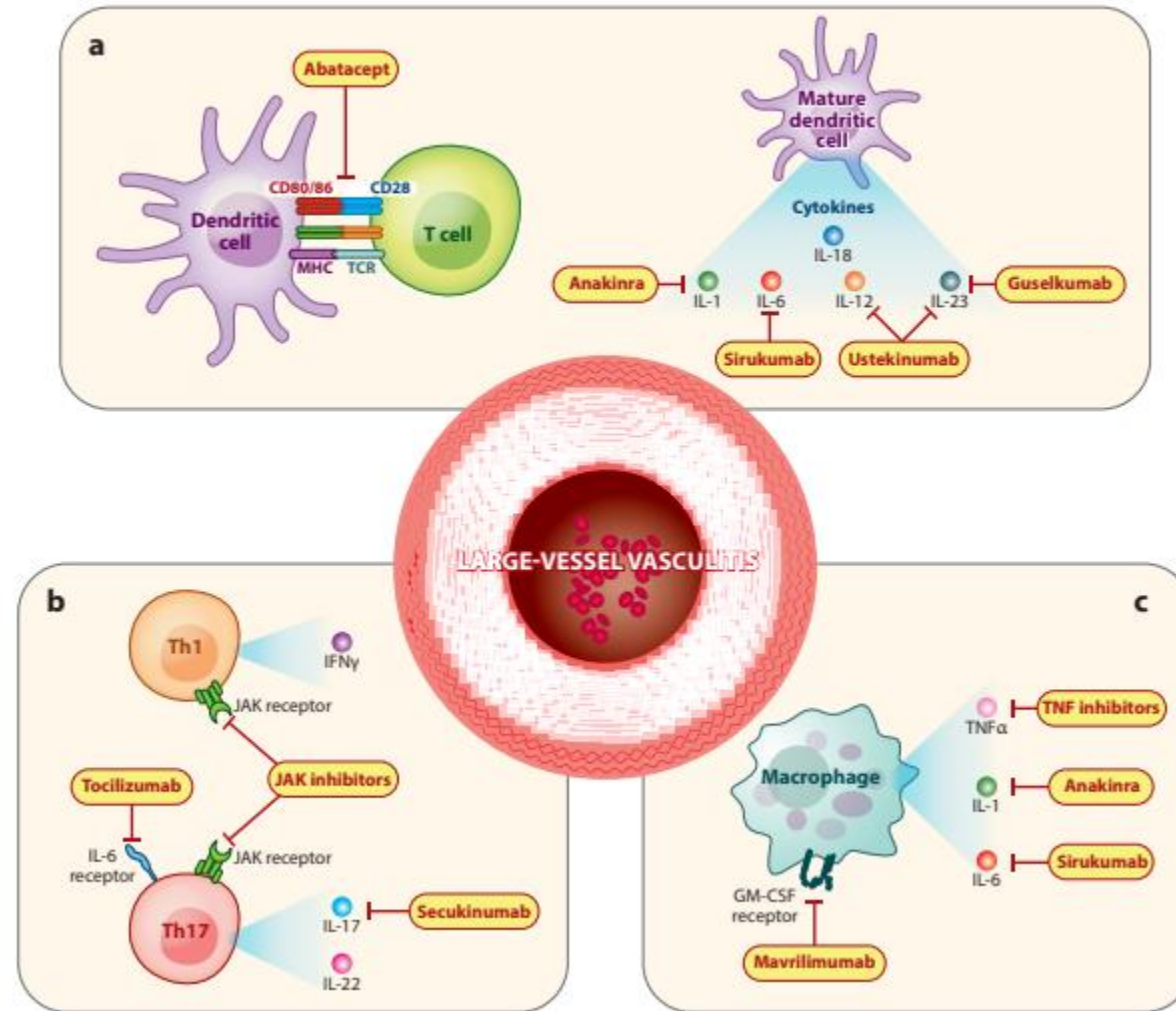 a
Abatacept
CD80/86
CD28
Dendritic
cell
T cell
MHC
TCR
Mature
dendritic
cell
Cytokines
IL-18
Anakinra
IL-1
IL-6
IL-12
IL-23
Guselkumab
Sirukumab
Ustekinumab
LARGE-VESSEL VASCULITIS
b
Th1
IFNγ
JAK receptor
Tocilizumab
JAK inhibitors
IL-6
receptor
JAK receptor
Th17
IL-17
Secukinumab
IL-22
c
Macrophage
TNFα
TNF inhibitors
IL-1
Anakinra
IL-6
Sirukumab
GM-CSF
receptor
Mavrilimumab